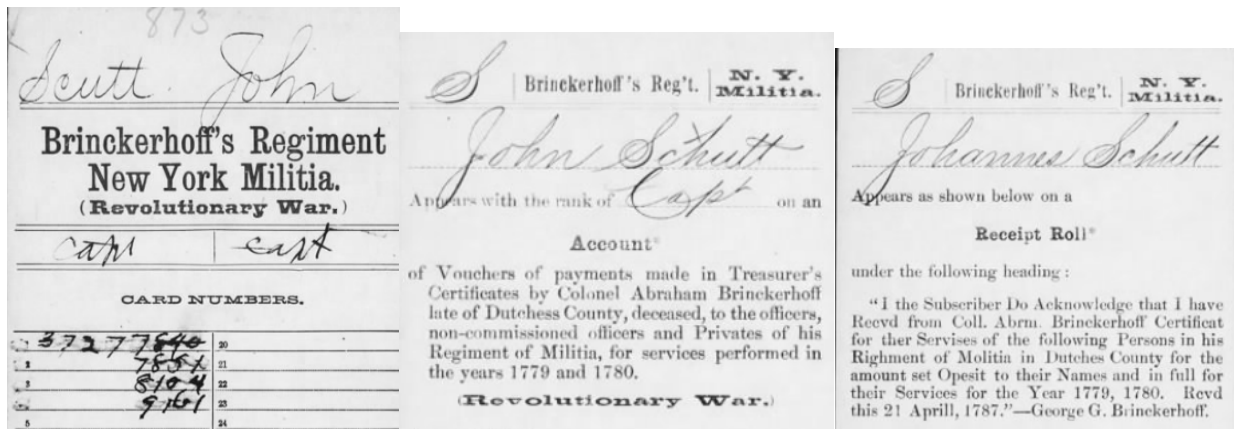 873
Scutt John
Brinckerhoff's Regiment
New York Militia.
(Revolutionary War.)
capt | capt
CARD NUMBERS.
1 37277840 20
2 7851 21
3 8104 22
9161 23
5 24
S | Brinckerhoff's Reg't. | N. Y. Militia.
John Schutt
Appears with the rank of Capt on an
Account*
of Vouchers of payments made in Treasurer's
Certificates by Colonel Abraham Brinckerhoff
late of Dutchess County, deceased, to the officers,
non-commissioned officers and Privates of his
Regiment of Militia, for services performed in
the years 1779 and 1780.
(Revolutionary War.)
S | Brinckerhoff's Reg't. | N. Y. Militia.
Johannes Schutt
Appears as shown below on a
Receipt Roll*
under the following heading:
"I the Subscriber Do Acknowledge that I have
Recvd from Coll. Abrm. Brinckerhoff Certificat
for ther Servises of the following Persons in his
Righment of Molitia in Dutches County for the
amount set Opesit to their Names and in full for
their Services for the Year 1779, 1780. Revd
this 21 Aprill, 1787."—George G. Brinckerhoff.